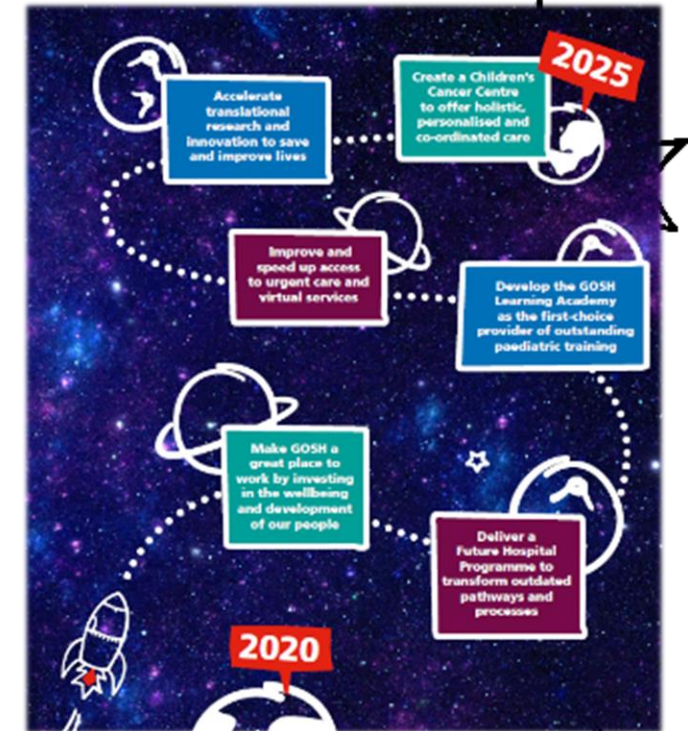 2025
Create a Children's
Cancer Centre
to offer holistic,
personalised and
co-ordinated care
Accelerate
translational
research and
innovation to save
and improve lives
Improve and
speed up access
to urgent care and
virtual services
Develop the GOSH
Learning Academy
as the first-choice
provider of outstanding
paediatric training
Make GOSH a
great place to
work by investing
in the wellbeing
and development
of our people
Deliver a
Future Hospital
Programme to
transform outdated
pathways and
processes
2020